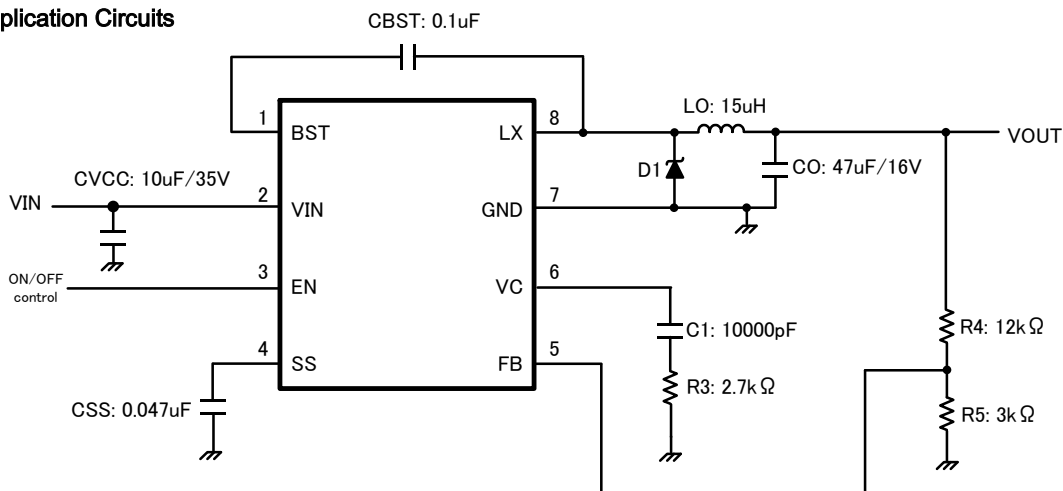 plication Circuits
CBST: 0.1uF
1
BST
LX
8
LO: 15uH
VOUT
CVCC: 10uF/35V
D1
CO: 47uF/16V
VIN
2
VIN
GND
7
ON/OFF
control
3
EN
VC
6
C1: 10000pF
R4: 12kΩ
4
SS
FB
5
R3: 2.7kΩ
CSS: 0.047uF
R5: 3kΩ